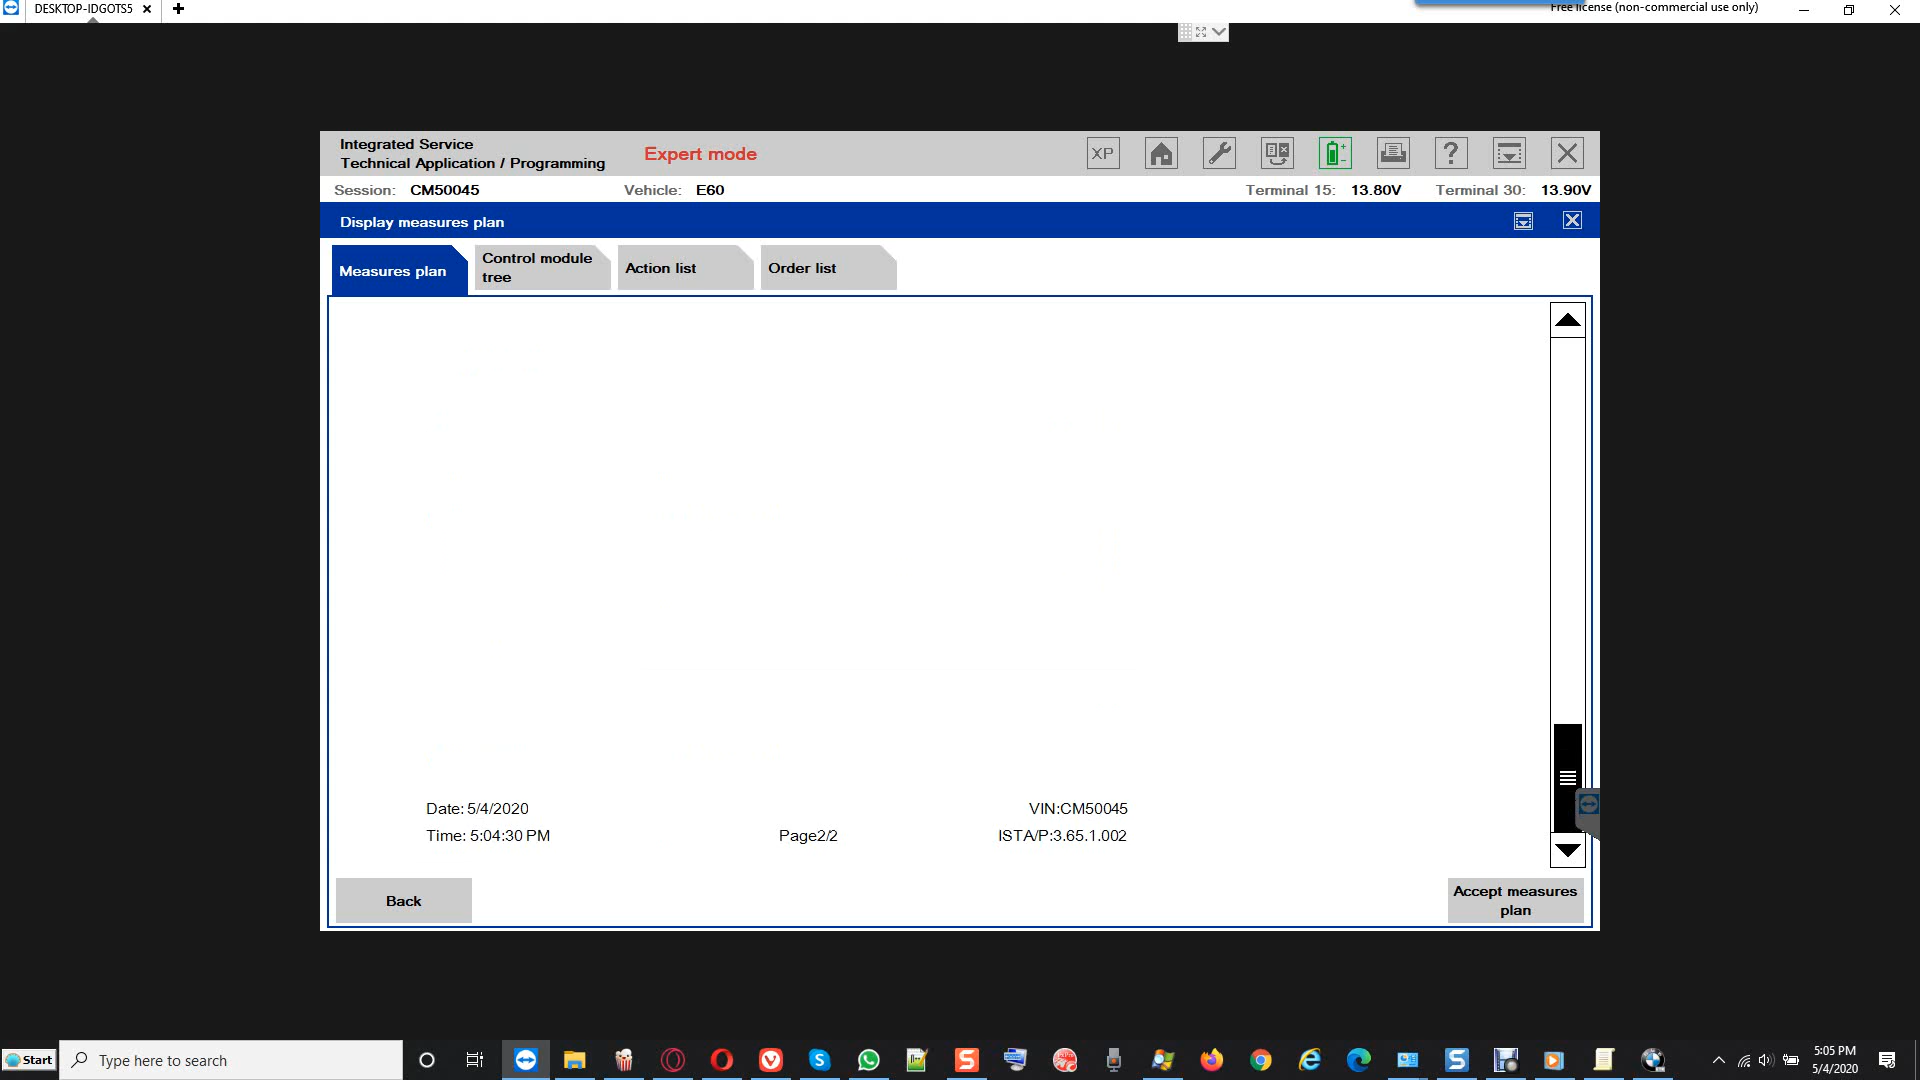 DESKTOP-IDGOTS5
Free license (non-commercial use only)
Integrated Service
Technical Application / Programming
Expert mode
XP
Session: CM50045 Vehicle: E60 Terminal 15: 13.80V Terminal 30: 13.90V
Display measures plan
Measures plan
Control module
tree
Action list
Order list
Date: 5/4/2020 VIN:CM50045
Time: 5:04:30 PM Page2/2 ISTA/P:3.65.1.002
Back
Accept measures
plan
Start
Type here to search
5:05 PM
5/4/2020